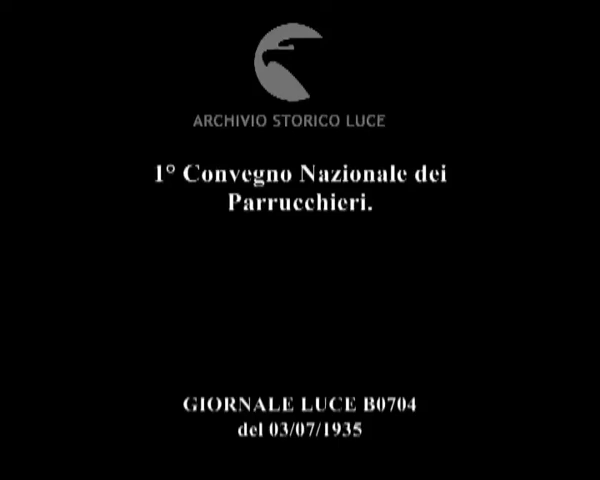 ARCHIVIO STORICO LUCE
1° Convegno Nazionale dei
Parrucchieri.
GIORNALE LUCE B0704
del 03/07/1935